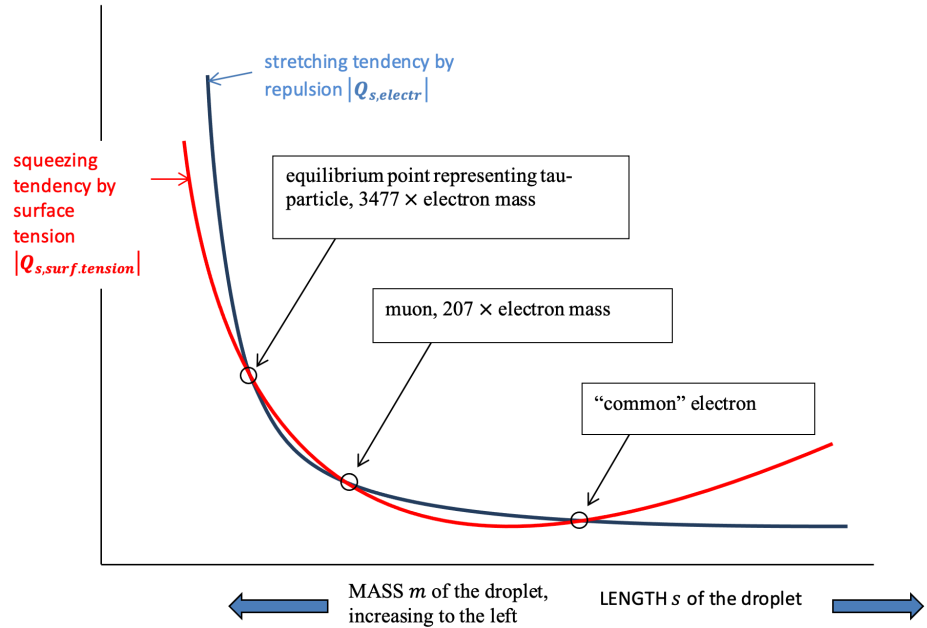 stretching tendency by
repulsion |Qs,electr|
squeezing
tendency by
surface
tension
|Qs,surf.tension|
equilibrium point representing tau-
particle, 3477 × electron mass
muon, 207 × electron mass
“common” electron
MASS m of the droplet,
increasing to the left
LENGTH s of the droplet